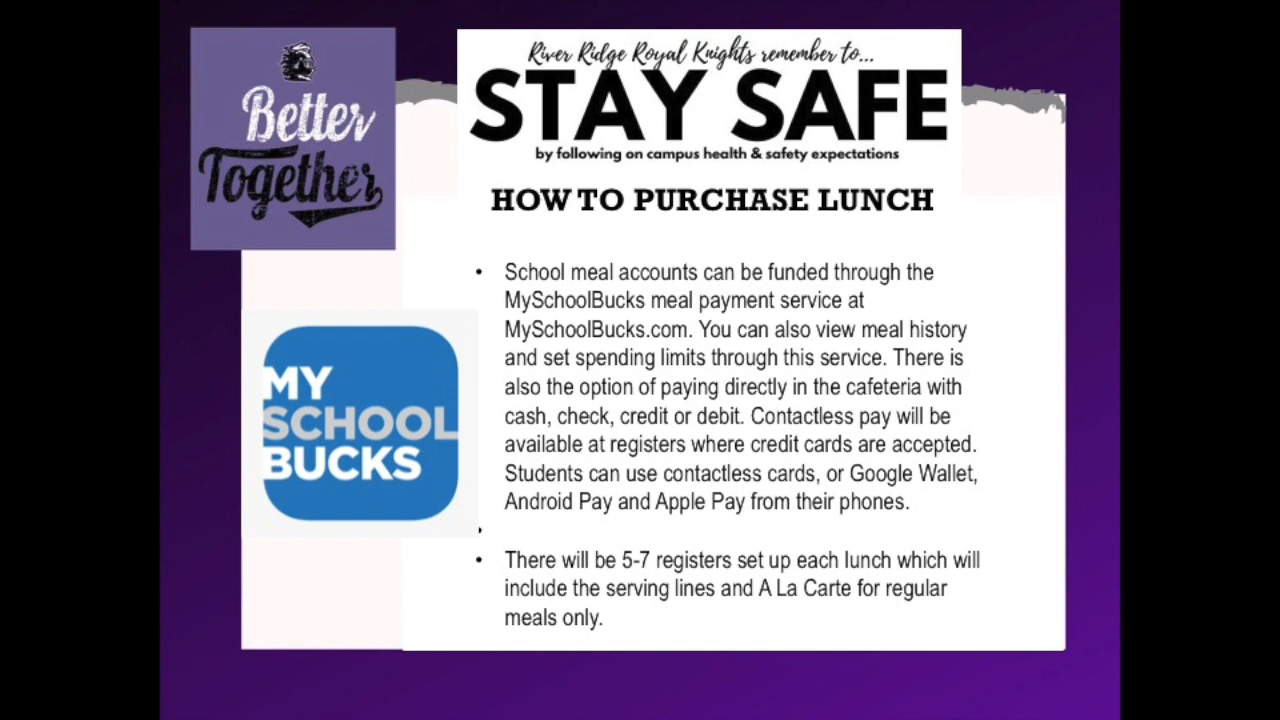 Better
Together
River Ridge Royal Knights remember to...
STAY SAFE
by following on campus health & safety expectations
HOW TO PURCHASE LUNCH
• School meal accounts can be funded through the
MySchoolBucks meal payment service at
MySchoolBucks.com. You can also view meal history
and set spending limits through this service. There is
also the option of paying directly in the cafeteria with
cash, check, credit or debit. Contactless pay will be
available at registers where credit cards are accepted.
Students can use contactless cards, or Google Wallet,
Android Pay and Apple Pay from their phones.
•
• There will be 5-7 registers set up each lunch which will
include the serving lines and A La Carte for regular
meals only.
MY
SCHOOL
BUCKS